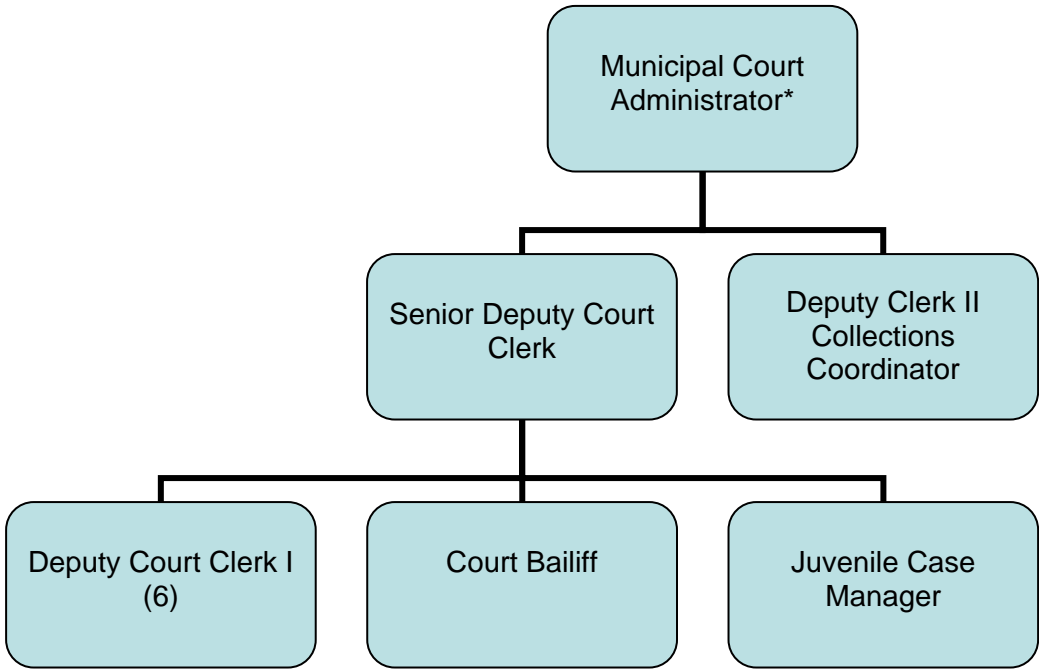 Municipal Court
Administrator*
Senior Deputy Court
Clerk
Deputy Clerk II
Collections
Coordinator
Deputy Court Clerk I
(6)
Court Bailiff
Juvenile Case
Manager